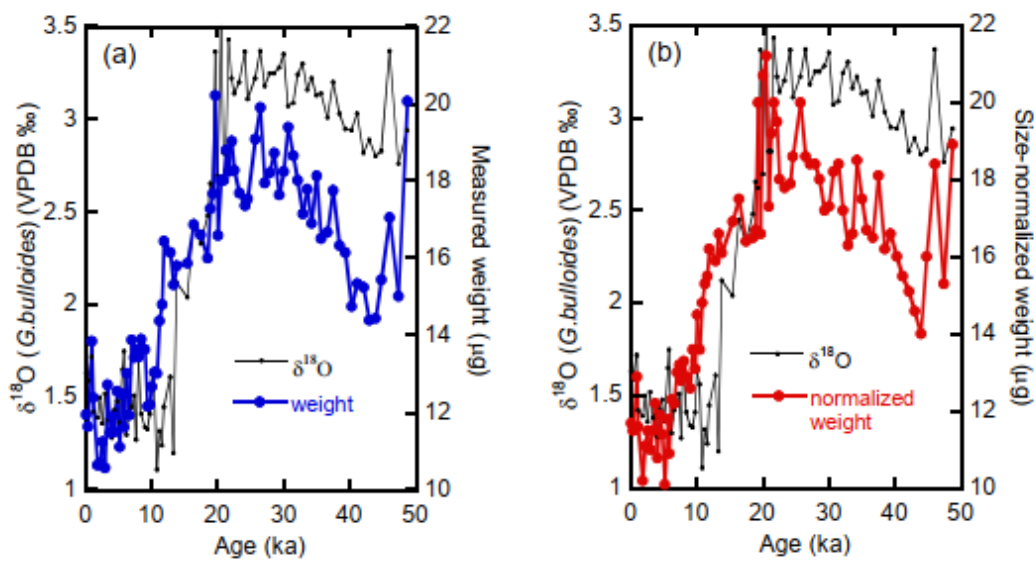 (a)
δ¹⁸O (G.bulloides) (VPDB ‰)
3.5
3
2.5
2
1.5
1
22
20
18
16
14
12
10
Measured weight (µg)
δ¹⁸O
weight
0 10 20 30 40 50
Age (ka)
(b)
δ¹⁸O (G.bulloides) (VPDB ‰)
3.5
3
2.5
2
1.5
1
22
20
18
16
14
12
10
Size-normalized weight (µg)
δ¹⁸O
normalized
weight
0 10 20 30 40 50
Age (ka)